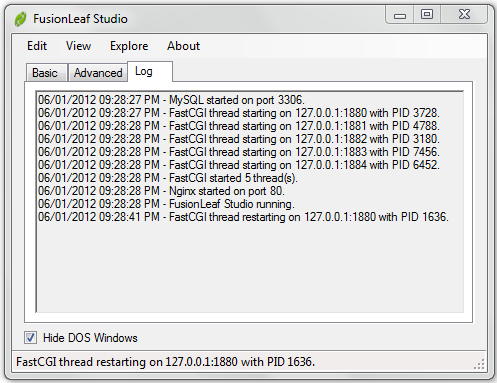 FusionLeaf Studio
Edit View Explore About
Basic Advanced Log
06/01/2012 09:28:27 PM - MySQL started on port 3306.
06/01/2012 09:28:27 PM - FastCGI thread starting on 127.0.0.1:1880 with PID 3728.
06/01/2012 09:28:28 PM - FastCGI thread starting on 127.0.0.1:1881 with PID 4788.
06/01/2012 09:28:28 PM - FastCGI thread starting on 127.0.0.1:1882 with PID 3180.
06/01/2012 09:28:28 PM - FastCGI thread starting on 127.0.0.1:1883 with PID 7456.
06/01/2012 09:28:28 PM - FastCGI thread starting on 127.0.0.1:1884 with PID 6452.
06/01/2012 09:28:28 PM - FastCGI started 5 thread(s).
06/01/2012 09:28:28 PM - Nginx started on port 80.
06/01/2012 09:28:28 PM - FusionLeaf Studio running.
06/01/2012 09:28:41 PM - FastCGI thread restarting on 127.0.0.1:1880 with PID 1636.
Hide DOS Windows
FastCGI thread restarting on 127.0.0.1:1880 with PID 1636.